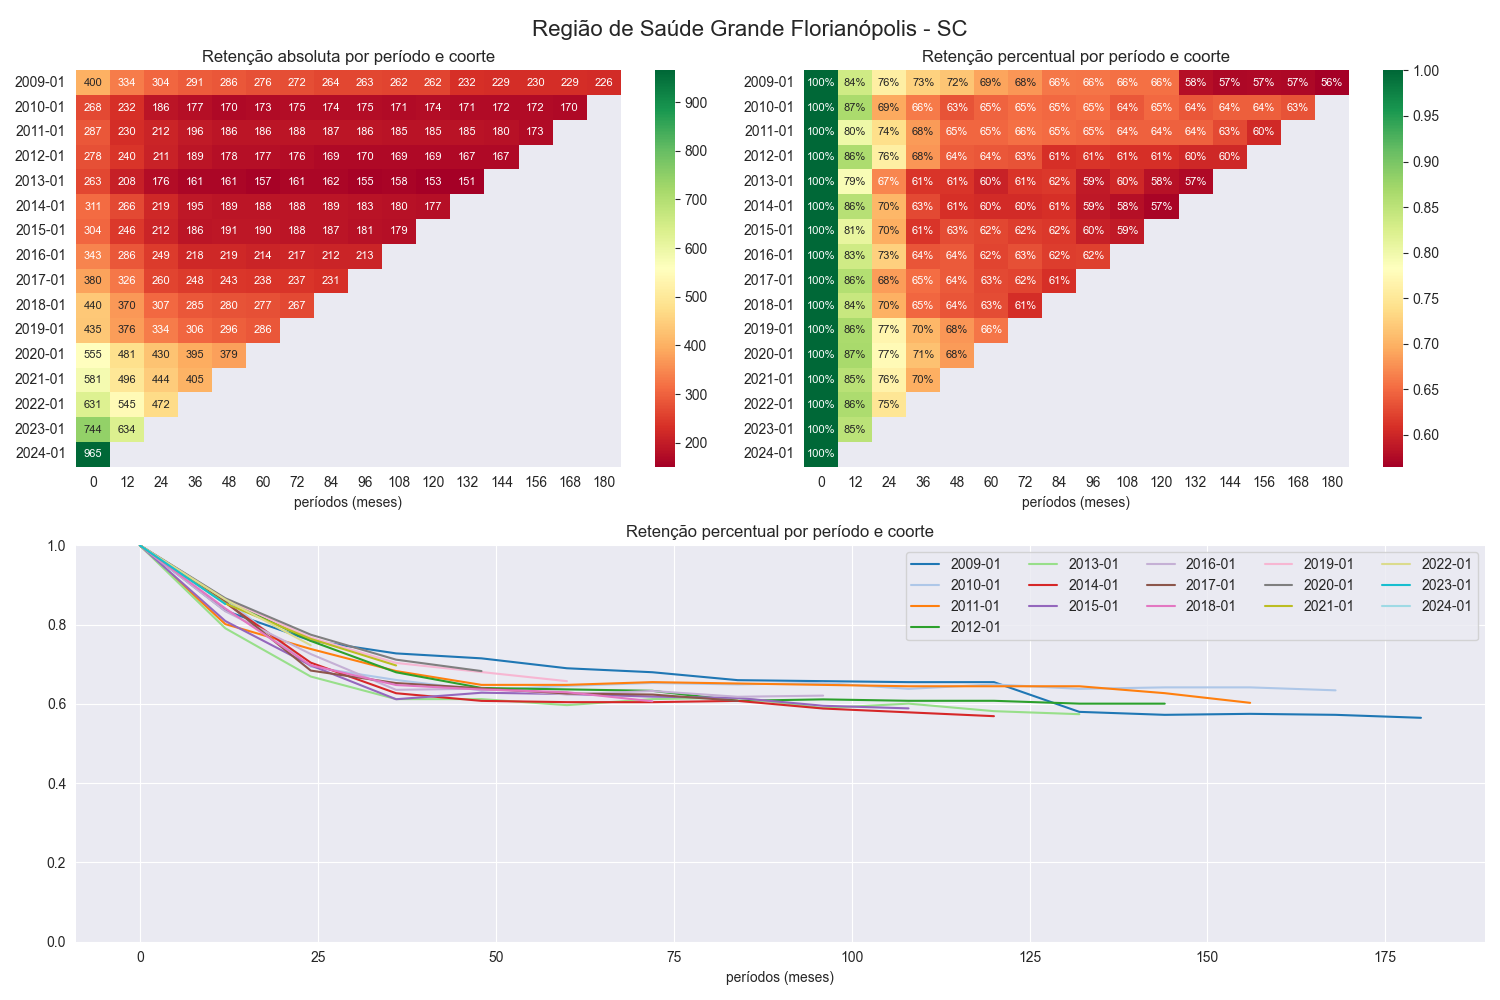 Região de Saúde Grande Florianópolis - SC
Retenção absoluta por período e coorte
2009-01 400 334 304 291 286 276 272 264 263 262 262 232 229 230 229 226
2010-01 268 232 186 177 170 173 175 174 175 171 174 171 172 172 170
2011-01 287 230 212 196 186 186 188 187 186 185 185 185 180 173
2012-01 278 240 211 189 178 177 176 169 170 169 169 167 167
2013-01 263 208 176 161 161 157 161 162 155 158 153 151
2014-01 311 266 219 195 189 188 188 189 183 180 177
2015-01 304 246 212 186 191 190 188 187 181 179
2016-01 343 286 249 218 219 214 217 212 213
2017-01 380 326 260 248 243 238 237 231
2018-01 440 370 307 285 280 277 267
2019-01 435 376 334 306 296 286
2020-01 555 481 430 395 379
2021-01 581 496 444 405
2022-01 631 545 472
2023-01 744 634
2024-01 965
0 12 24 36 48 60 72 84 96 108 120 132 144 156 168 180
períodos (meses)
900
800
700
600
500
400
300
200
Retenção percentual por período e coorte
2009-01 100% 84% 76% 73% 72% 69% 68% 66% 66% 66% 66% 58% 57% 57% 57% 56%
2010-01 100% 87% 69% 66% 63% 65% 65% 65% 65% 64% 65% 64% 64% 64% 63%
2011-01 100% 80% 74% 68% 65% 65% 66% 65% 65% 64% 64% 64% 63% 60%
2012-01 100% 86% 76% 68% 64% 64% 63% 61% 61% 61% 61% 60% 60%
2013-01 100% 79% 67% 61% 61% 60% 61% 62% 59% 60% 58% 57%
2014-01 100% 86% 70% 63% 61% 60% 60% 61% 59% 58% 57%
2015-01 100% 81% 70% 61% 63% 62% 62% 62% 60% 59%
2016-01 100% 83% 73% 64% 64% 62% 63% 62% 62%
2017-01 100% 86% 68% 65% 64% 63% 62% 61%
2018-01 100% 84% 70% 65% 64% 63% 61%
2019-01 100% 86% 77% 70% 68% 66%
2020-01 100% 87% 77% 71% 68%
2021-01 100% 85% 76% 70%
2022-01 100% 86% 75%
2023-01 100% 85%
2024-01 100%
0 12 24 36 48 60 72 84 96 108 120 132 144 156 168 180
períodos (meses)
1.00
0.95
0.90
0.85
0.80
0.75
0.70
0.65
0.60
Retenção percentual por período e coorte
1.0
0.8
0.6
0.4
0.2
0.0
2009-01 2013-01 2016-01 2019-01 2022-01
2010-01 2014-01 2017-01 2020-01 2023-01
2011-01 2015-01 2018-01 2021-01 2024-01
2012-01
0 25 50 75 100 125 150 175
períodos (meses)